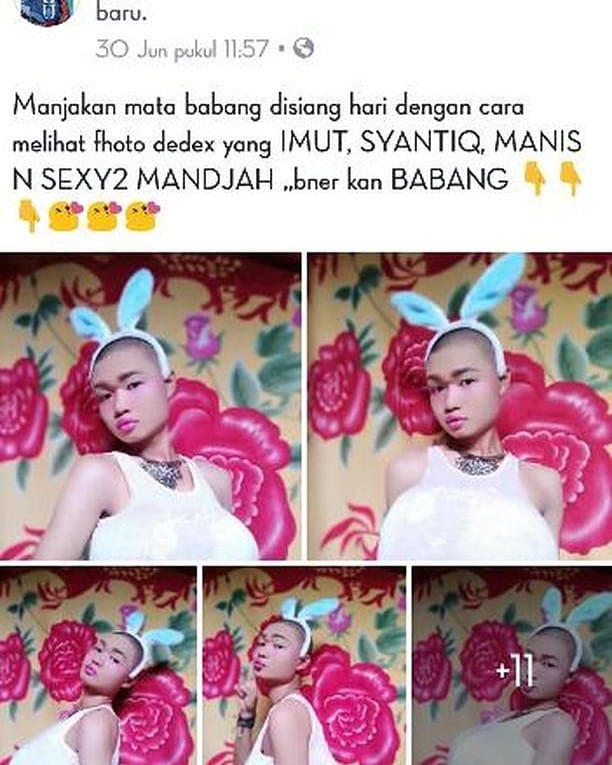 baru.
30 Jun pukul 11:57 •
Manjakan mata babang disiang hari dengan cara
melihat fhoto dedex yang IMUT, SYANTIQ, MANIS
N SEXY2 MANDJAH ,,bner kan BABANG 👇👇
👇😘😘😘
+11